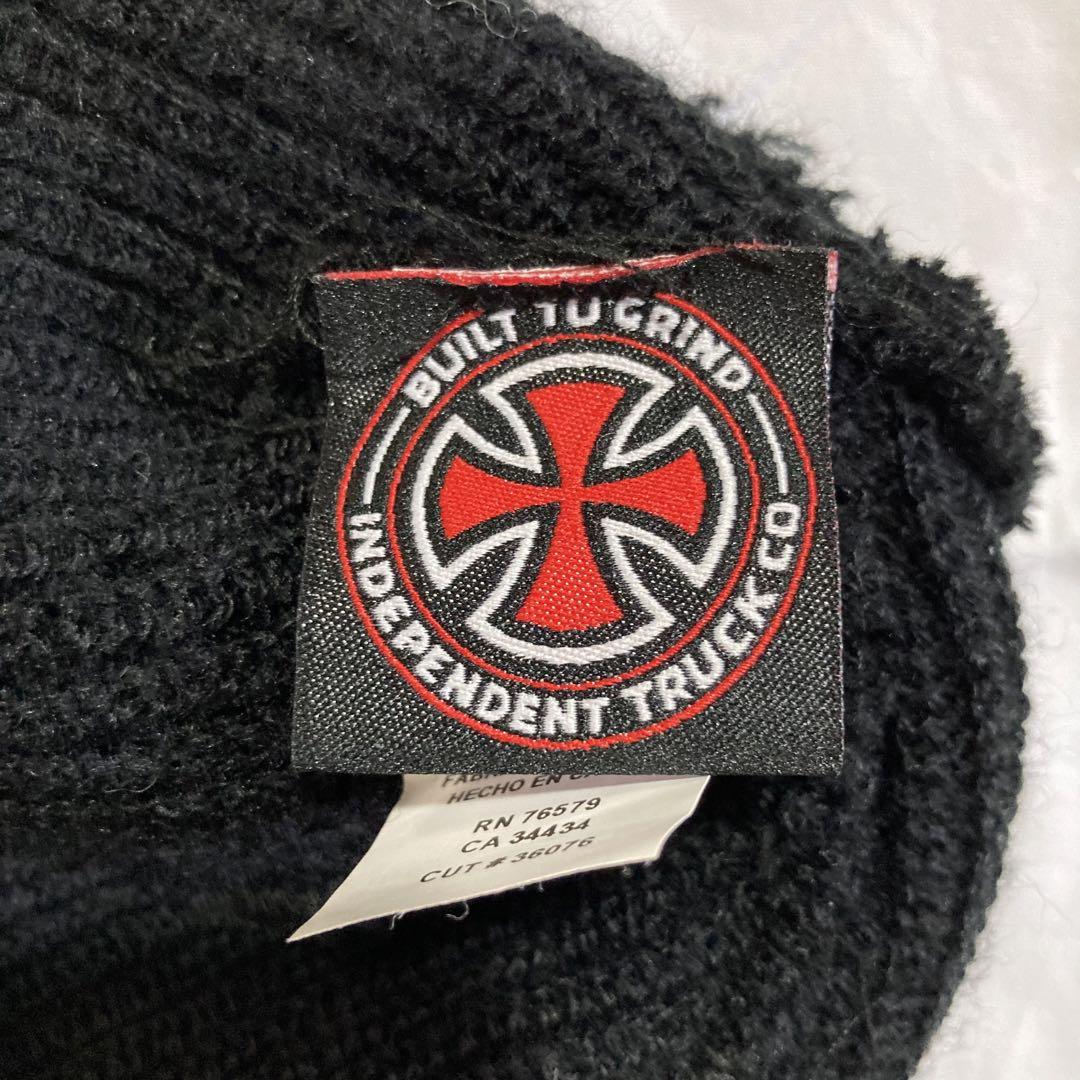 BUILT TO GRIND
INDEPENDENT TRUCK CO
HECHO EN
RN 76579
CA 34434
CUT # 36076